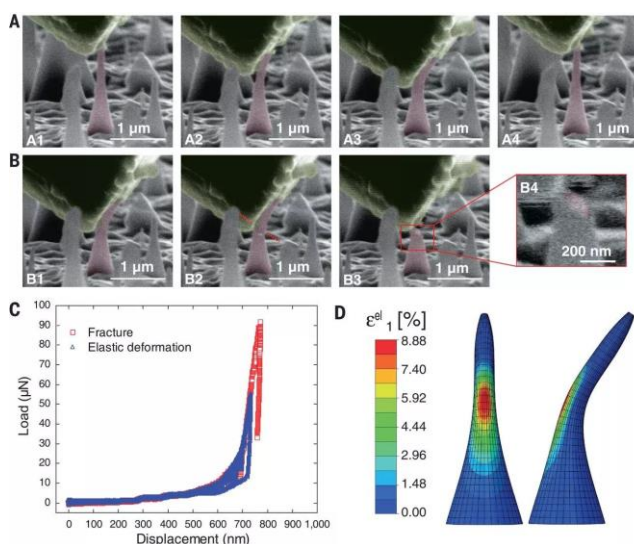 A
A1
1 µm
A2
1 µm
A3
1 µm
A4
1 µm
B
B1
1 µm
B2
1 µm
B3
1 µm
B4
200 nm
C
Load (µN)
100
90
80
70
60
50
40
30
20
10
0
Fracture
Elastic deformation
0 100 200 300 400 500 600 700 800 900 1,000
Displacement (nm)
D
εᵉˡ₁ [%]
8.88
7.40
5.92
4.44
2.96
1.48
0.00